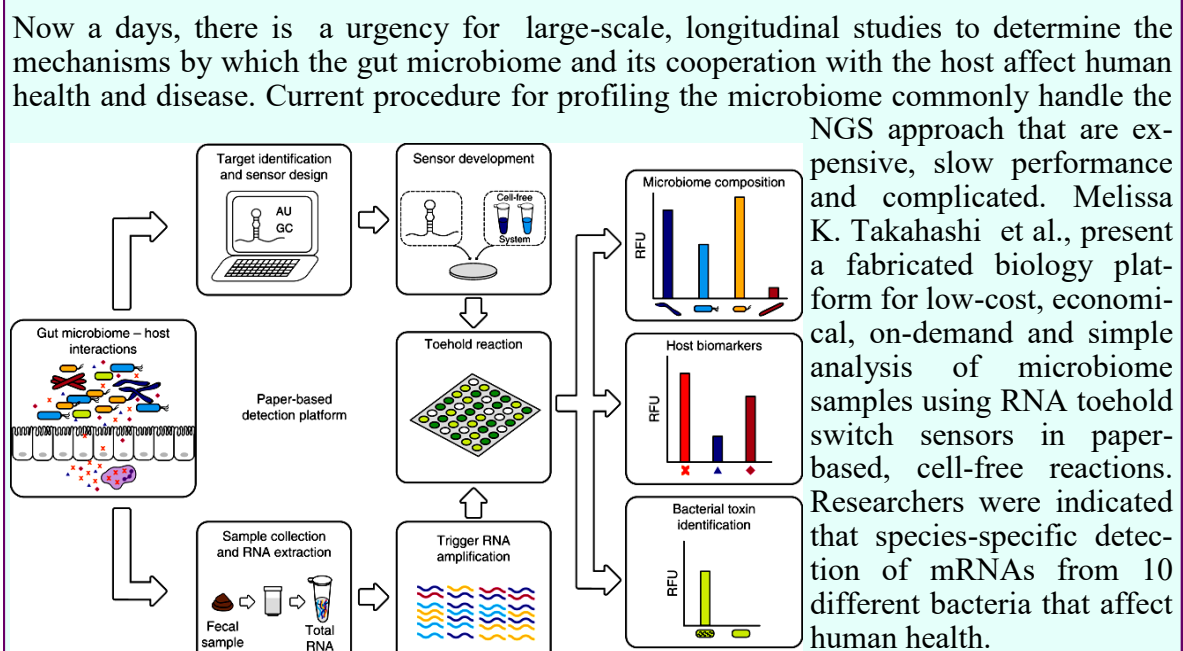 Now a days, there is a urgency for large-scale, longitudinal studies to determine the
mechanisms by which the gut microbiome and its cooperation with the host affect human
health and disease. Current procedure for profiling the microbiome commonly handle the
NGS approach that are ex-
pensive, slow performance
and complicated. Melissa
K. Takahashi et al., present
a fabricated biology plat-
form for low-cost, economi-
cal, on-demand and simple
analysis of microbiome
samples using RNA toehold
switch sensors in paper-
based, cell-free reactions.
Researchers were indicated
that species-specific detec-
tion of mRNAs from 10
different bacteria that affect
human health.
Gut microbiome – host
interactions
Target identification
and sensor design
AU
GC
Sensor development
Cell-free
System
Paper-based
detection platform
Toehold reaction
Sample collection
and RNA extraction
Fecal
sample
Total
RNA
Trigger RNA
amplification
Microbiome composition
RFU
Host biomarkers
RFU
Bacterial toxin
identification
RFU